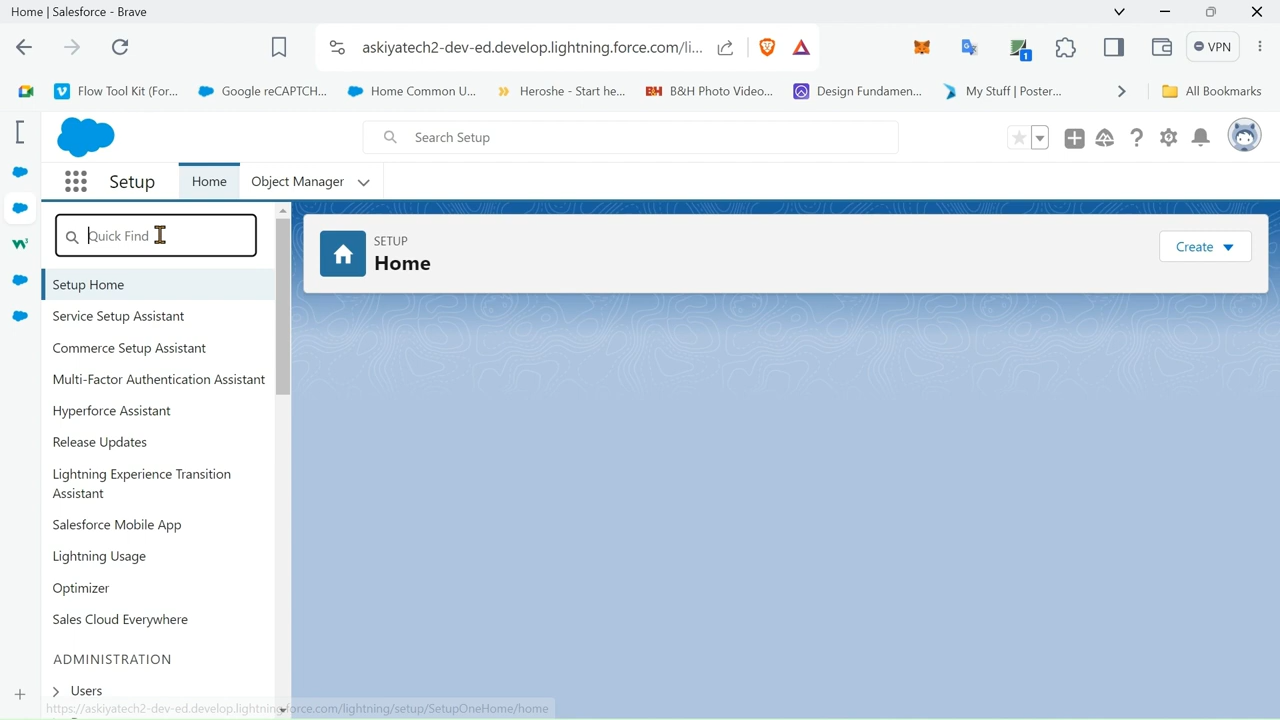 Home | Salesforce - Brave
askiyatech2-dev-ed.develop.lightning.force.com/li...
1
VPN
Flow Tool Kit (For...
Google reCAPTCH...
Home Common U...
Heroshe - Start he...
B&H Photo Video...
Design Fundamen...
My Stuff | Poster...
All Bookmarks
Search Setup
Setup
Home
Object Manager
Quick Find
SETUP
Home
Create
Setup Home
Service Setup Assistant
Commerce Setup Assistant
Multi-Factor Authentication Assistant
Hyperforce Assistant
Release Updates
Lightning Experience Transition
Assistant
Salesforce Mobile App
Lightning Usage
Optimizer
Sales Cloud Everywhere
ADMINISTRATION
Users
https://askiyatech2-dev-ed.develop.lightning.force.com/lightning/setup/SetupOneHome/home